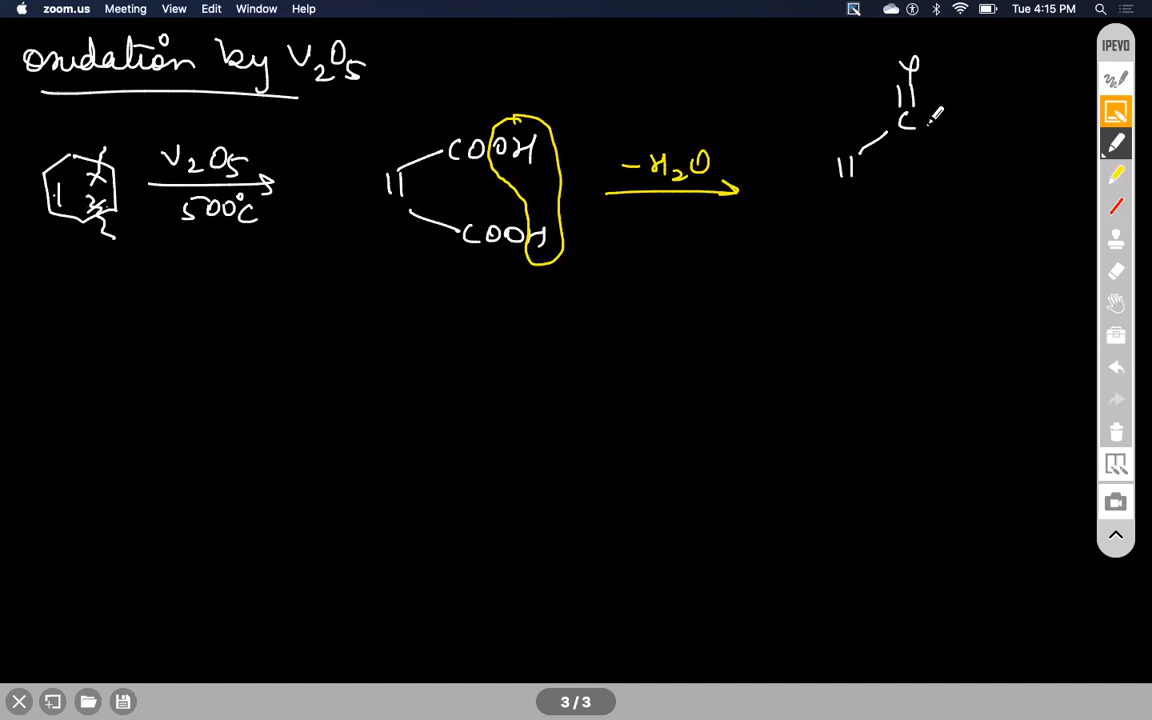 zoom.us Meeting View Edit Window Help Tue 4:15 PM
IPEVO
oxidation by V2O5
V2O5
500°C
COOH
COOH
-H2O
O
C
3 / 3